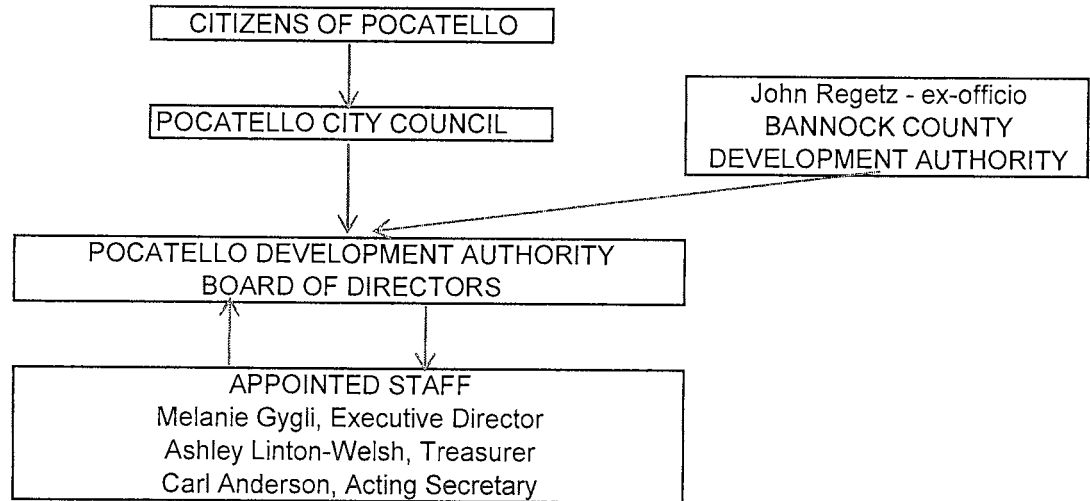 CITIZENS OF POCATELLO
POCATELLO CITY COUNCIL
John Regetz - ex-officio
BANNOCK COUNTY
DEVELOPMENT AUTHORITY
POCATELLO DEVELOPMENT AUTHORITY
BOARD OF DIRECTORS
APPOINTED STAFF
Melanie Gygli, Executive Director
Ashley Linton-Welsh, Treasurer
Carl Anderson, Acting Secretary